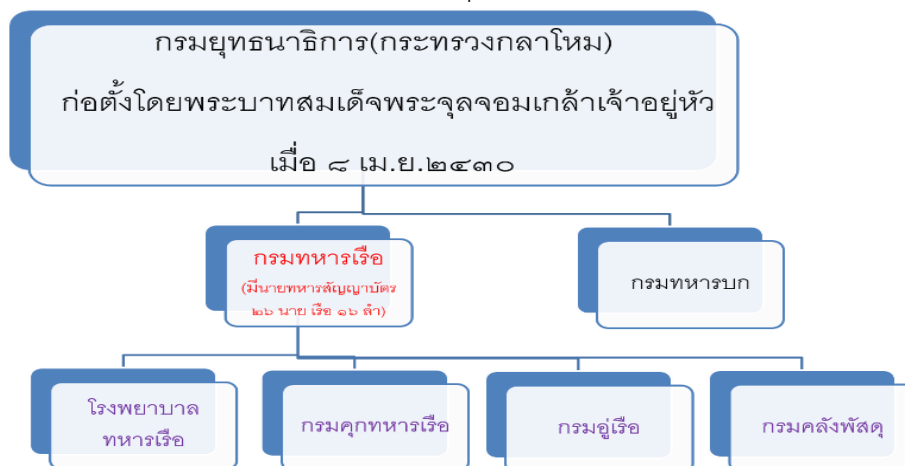 กรมยุทธนาธิการ(กระทรวงกลาโหม)
ก่อตั้งโดยพระบาทสมเด็จพระจุลจอมเกล้าเจ้าอยู่หัว
เมื่อ ๘ เม.ย.๒๔๓๐
กรมทหารเรือ
(มีนายทหารสัญญาบัตร
๒๖ นาย เรือ ๑๖ ลำ)
กรมทหารบก
โรงพยาบาล
ทหารเรือ
กรมคุกทหารเรือ
กรมอู่เรือ
กรมคลังพัสดุ